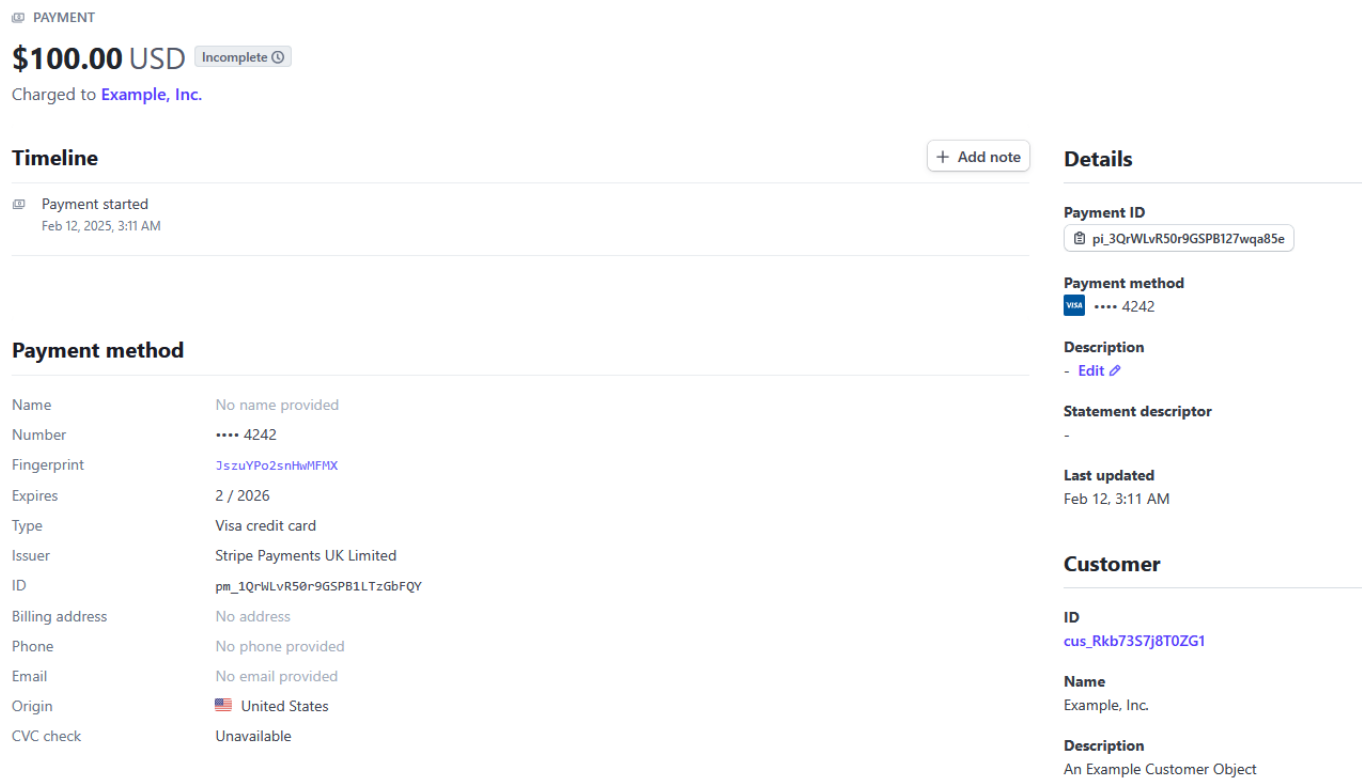 PAYMENT
$100.00 USD Incomplete
Charged to Example, Inc.
Timeline
+ Add note
Payment started
Feb 12, 2025, 3:11 AM
Payment method
Name No name provided
Number •••• 4242
Fingerprint JszuYPo2snHwMFMX
Expires 2 / 2026
Type Visa credit card
Issuer Stripe Payments UK Limited
ID pm_1QrWLvR50r9GSPB1LTzGbFQY
Billing address No address
Phone No phone provided
Email No email provided
Origin United States
CVC check Unavailable
Details
Payment ID
pi_3QrWLvR50r9GSPB127wqa85e
Payment method
VISA •••• 4242
Description
- Edit
Statement descriptor
-
Last updated
Feb 12, 3:11 AM
Customer
ID
cus_Rkb73S7j8T0ZG1
Name
Example, Inc.
Description
An Example Customer Object